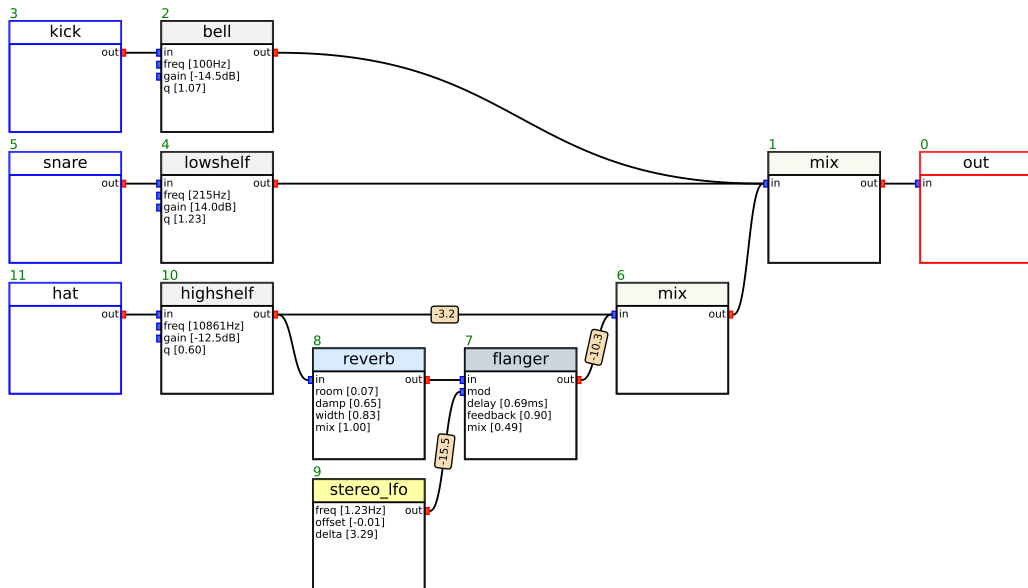 3
kick
out
2
bell
in out
freq [100Hz]
gain [-14.5dB]
q [1.07]
5
snare
out
4
lowshelf
in out
freq [215Hz]
gain [14.0dB]
q [1.23]
1
mix
in out
0
out
in
11
hat
out
10
highshelf
in out
freq [10861Hz]
gain [-12.5dB]
q [0.60]
-3.2
6
mix
in out
8
reverb
in out
room [0.07]
damp [0.65]
width [0.83]
mix [1.00]
7
flanger
in out
mod
delay [0.69ms]
feedback [0.90]
mix [0.49]
-10.3
-15.5
9
stereo_lfo
freq [1.23Hz] out
offset [-0.01]
delta [3.29]